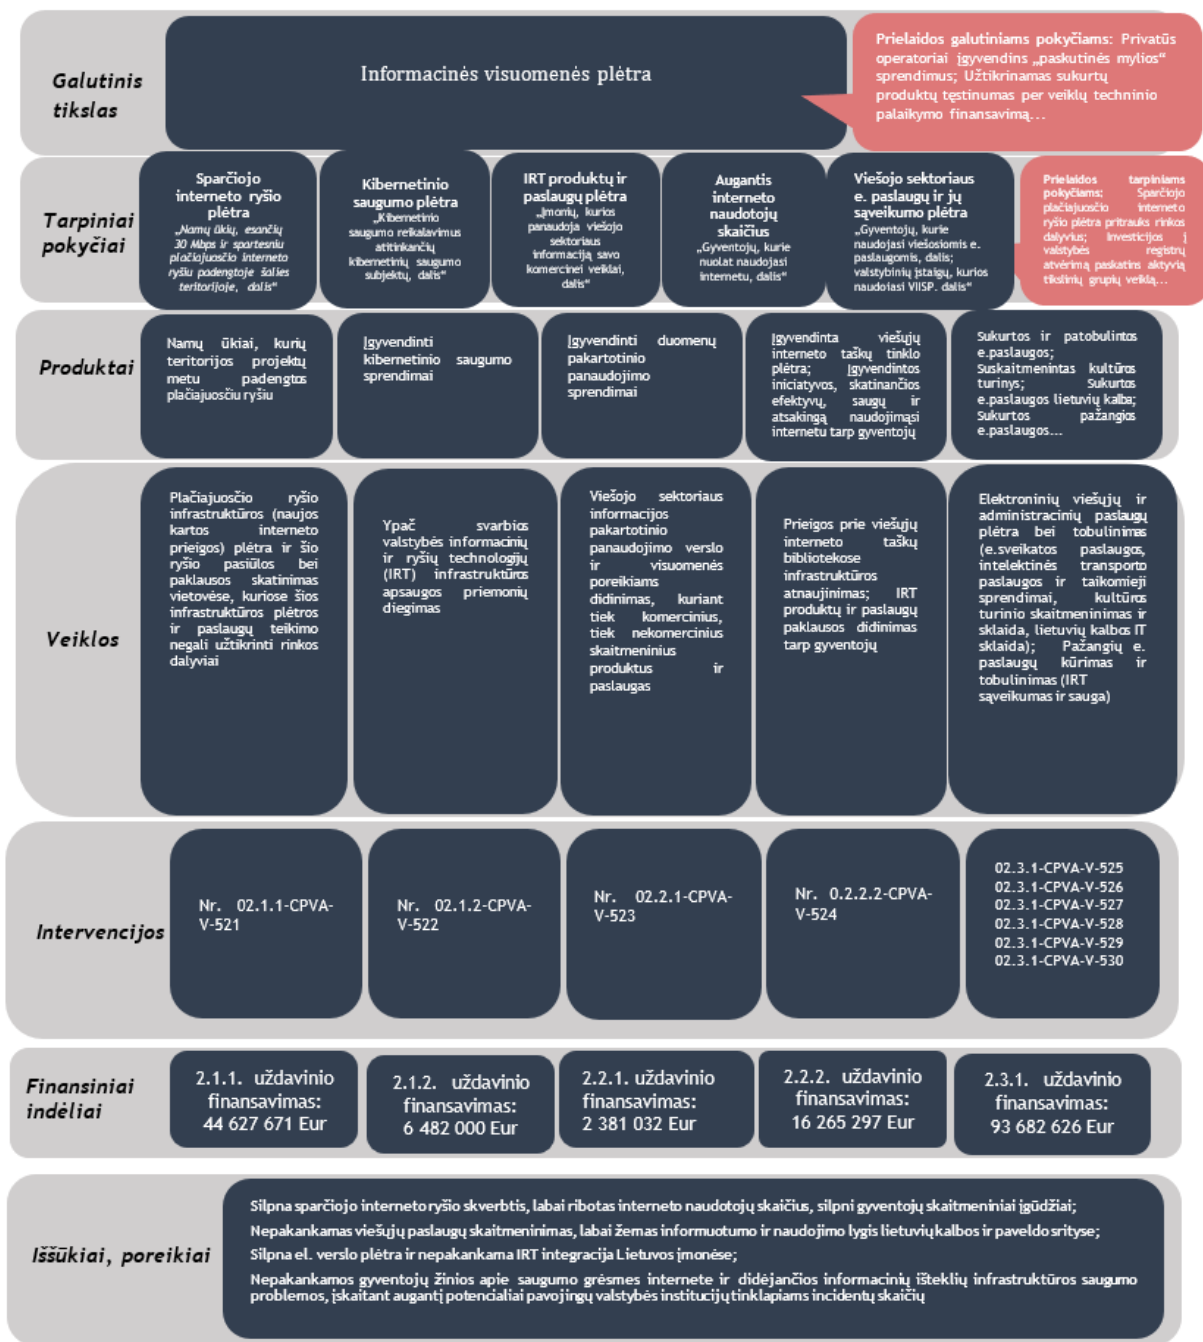 Galutinis
tikslas
Informacinės visuomenės plėtra
Prielaidos galutiniams pokyčiams: Privatūs
operatoriai įgyvendins „paskutinės mylios“
sprendimus; Užtikrinamas sukurtų
produktų tęstinumas per veiklų techninio
palaikymo finansavimą...
Tarpiniai
pokyčiai
Sparčiojo
interneto ryšio
plėtra
„Namų ūkių, esančių
30 Mbps ir spartesniu
plačiajuosčio interneto
ryšiu padengtoje šalies
teritorijoje, dalis“
Kibernetinio
saugumo plėtra
„Kibernetinio
saugumo reikalavimus
atitinkančių
kibernetinių saugumo
subjektų, dalis“
IRT produktų ir
paslaugų plėtra
„Įmonių, kurios
panaudoja viešojo
sektoriaus
informaciją savo
komercinei veiklai,
dalis“
Augantis
interneto
naudotojų
skaičius
„Gyventojų, kurie
nuolat naudojasi
internetu, dalis“
Viešojo sektoriaus
e. paslaugų ir jų
sąveikumo plėtra
„Gyventojų, kurie
naudojasi viešosiomis e.
paslaugomis, dalis;
valstybinių įstaigų, kurios
naudojasi VIISP. dalis“
Prielaidos tarpiniams
pokyčiams: Sparčiojo
plačiajuosčio interneto
ryšio plėtra pritrauks rinkos
dalyvius; Investicijos į
valstybės registrų
atvėrimą paskatins aktyvią
tikslinių grupių veiklą...
Produktai
Namų ūkiai, kurių
teritorijos projektų
metu padengtos
plačiajuosčiu ryšiu
Įgyvendinti
kibernetinio saugumo
sprendimai
Įgyvendinti duomenų
pakartotinio
panaudojimo
sprendimai
Įgyvendinta viešųjų
interneto taškų tinklo
plėtra; Įgyvendintos
iniciatyvos, skatinančios
efektyvų, saugų ir
atsakingą naudojimąsi
internetu tarp gyventojų
Sukurtos ir patobulintos
e.paslaugos;
Suskaitmenintas kultūros
turinys; Sukurtos
e.paslaugos lietuvių kalba;
Sukurtos pažangios
e.paslaugos...
Veiklos
Plačiajuosčio ryšio
infrastruktūros (naujos
kartos interneto
prieigos) plėtra ir šio
ryšio pasiūlos bei
paklausos skatinimas
vietovėse, kuriose šios
infrastruktūros plėtros
ir paslaugų teikimo
negali užtikrinti rinkos
dalyviai
Ypač svarbios
valstybės informacinių
ir ryšių technologijų
(IRT) infrastruktūros
apsaugos priemonių
diegimas
Viešojo sektoriaus
informacijos
pakartotinio
panaudojimo verslo
ir visuomenės
poreikiams
didinimas, kuriant
tiek komercinius,
tiek nekomercinius
skaitmeninius
produktus ir
paslaugas
Prieigos prie viešųjų
interneto taškų
bibliotekose
infrastruktūros
atnaujinimas; IRT
produktų ir paslaugų
paklausos didinimas
tarp gyventojų
Elektroninių viešųjų ir
administracinių paslaugų
plėtra bei tobulinimas
(e.sveikatos paslaugos,
intelektinės transporto
paslaugos ir taikomieji
sprendimai, kultūros
turinio skaitmeninimas ir
sklaida, lietuvių kalbos IT
sklaida); Pažangių e.
paslaugų kūrimas ir
tobulinimas (IRT
sąveikumas ir sauga)
Intervencijos
Nr. 02.1.1-CPVA-
V-521
Nr. 02.1.2-CPVA-
V-522
Nr. 02.2.1-CPVA-
V-523
Nr. 0.2.2.2-CPVA-
V-524
02.3.1-CPVA-V-525
02.3.1-CPVA-V-526
02.3.1-CPVA-V-527
02.3.1-CPVA-V-528
02.3.1-CPVA-V-529
02.3.1-CPVA-V-530
Finansiniai
indėliai
2.1.1. uždavinio
finansavimas:
44 627 671 Eur
2.1.2. uždavinio
finansavimas:
6 482 000 Eur
2.2.1. uždavinio
finansavimas:
2 381 032 Eur
2.2.2. uždavinio
finansavimas:
16 265 297 Eur
2.3.1. uždavinio
finansavimas:
93 682 626 Eur
Iššūkiai, poreikiai
Silpna sparčiojo interneto ryšio skverbtis, labai ribotas interneto naudotojų skaičius, silpni gyventojų skaitmeniniai įgūdžiai;
Nepakankamas viešųjų paslaugų skaitmeninimas, labai žemas informuotumo ir naudojimo lygis lietuvių kalbos ir paveldo srityse;
Silpna el. verslo plėtra ir nepakankama IRT integracija Lietuvos įmonėse;
Nepakankamos gyventojų žinios apie saugumo grėsmes internete ir didėjančios informacinių išteklių infrastruktūros saugumo
problemos, įskaitant augantį potencialiai pavojingų valstybės institucijų tinklapiams incidentų skaičių